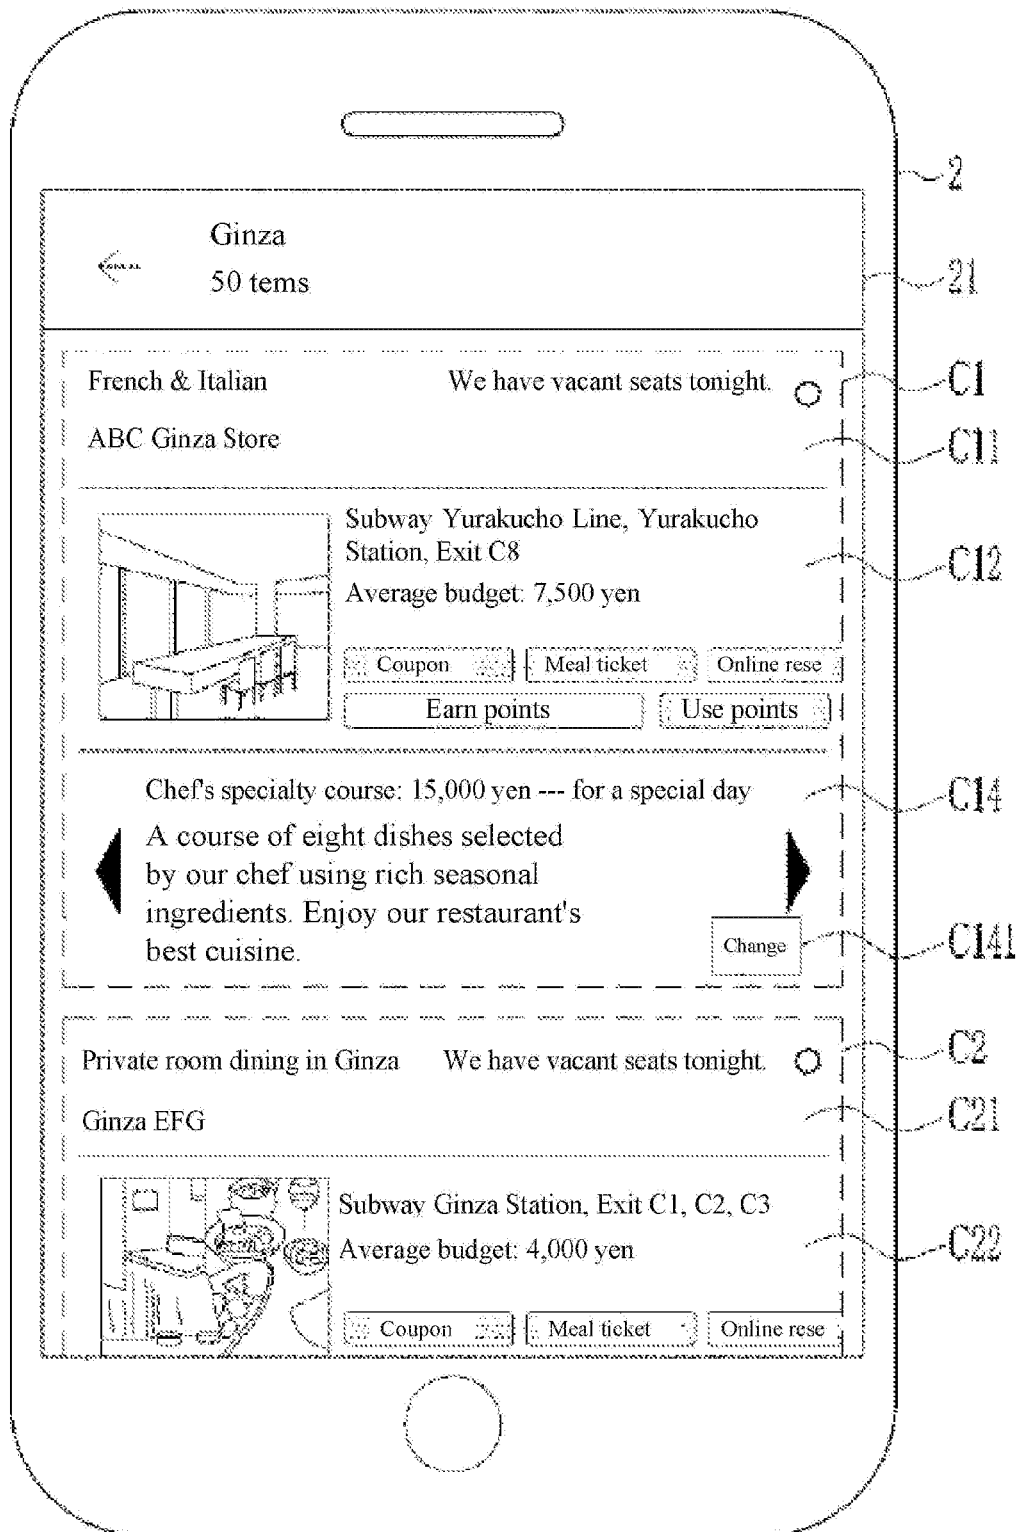 2
Ginza
50 tems
21
French & Italian
We have vacant seats tonight.
C1
ABC Ginza Store
C11
Subway Yurakucho Line, Yurakucho
Station, Exit C8
C12
Average budget: 7,500 yen
Coupon
Meal ticket
Online rese
Earn points
Use points
Chef's specialty course: 15,000 yen --- for a special day
C14
A course of eight dishes selected
by our chef using rich seasonal
ingredients. Enjoy our restaurant's
best cuisine.
Change
C141
Private room dining in Ginza
We have vacant seats tonight.
C2
Ginza EFG
C21
Subway Ginza Station, Exit C1, C2, C3
Average budget: 4,000 yen
C22
Coupon
Meal ticket
Online rese